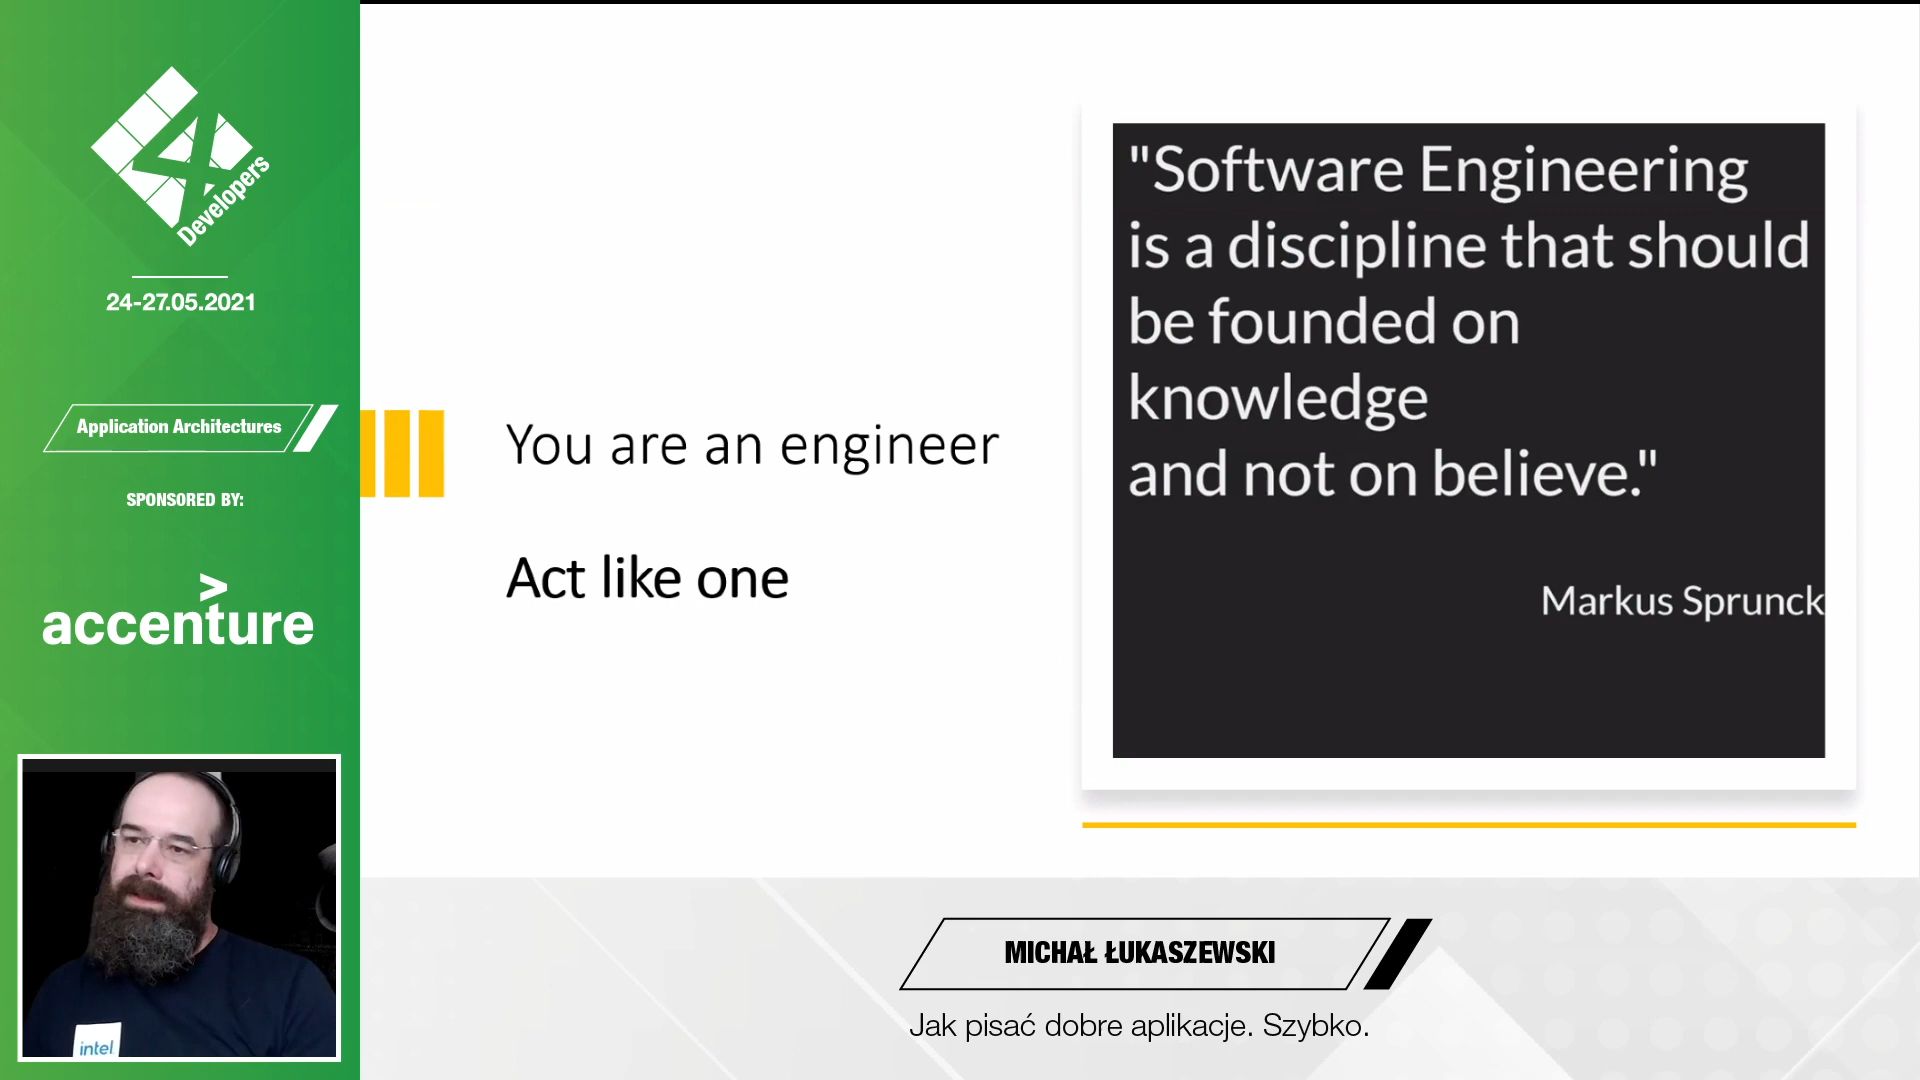 4
Developers
24-27.05.2021
Application Architectures
SPONSORED BY:
>
accenture
intel
You are an engineer
Act like one
"Software Engineering
is a discipline that should
be founded on
knowledge
and not on believe."
Markus Sprunck
MICHAŁ ŁUKASZEWSKI
Jak pisać dobre aplikacje. Szybko.